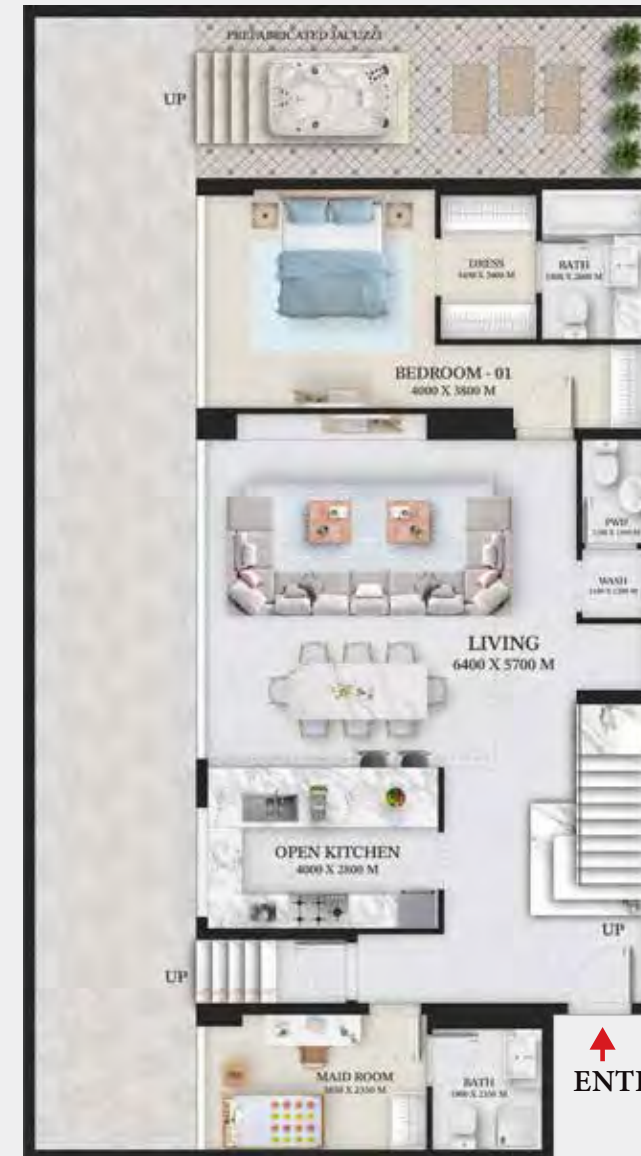 PREFABRICATED JACUZZI
UP
DRESS
BATH
BEDROOM - 01
4000 X 3800 M
PWD
WASH
LIVING
6400 X 5700 M
OPEN KITCHEN
4000 X 2800 M
UP
UP
MAID ROOM
BATH
ENTR